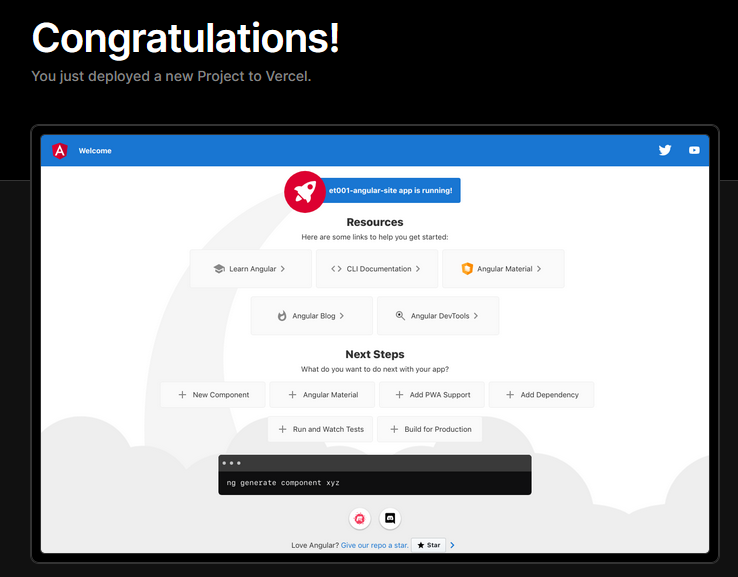 Congratulations!
You just deployed a new Project to Vercel.
Welcome
et001-angular-site app is running!
Resources
Here are some links to help you get started:
Learn Angular
CLI Documentation
Angular Material
Angular Blog
Angular DevTools
Next Steps
What do you want to do next with your app?
New Component
Angular Material
Add PWA Support
Add Dependency
Run and Watch Tests
Build for Production
ng generate component xyz
Love Angular? Give our repo a star. Star